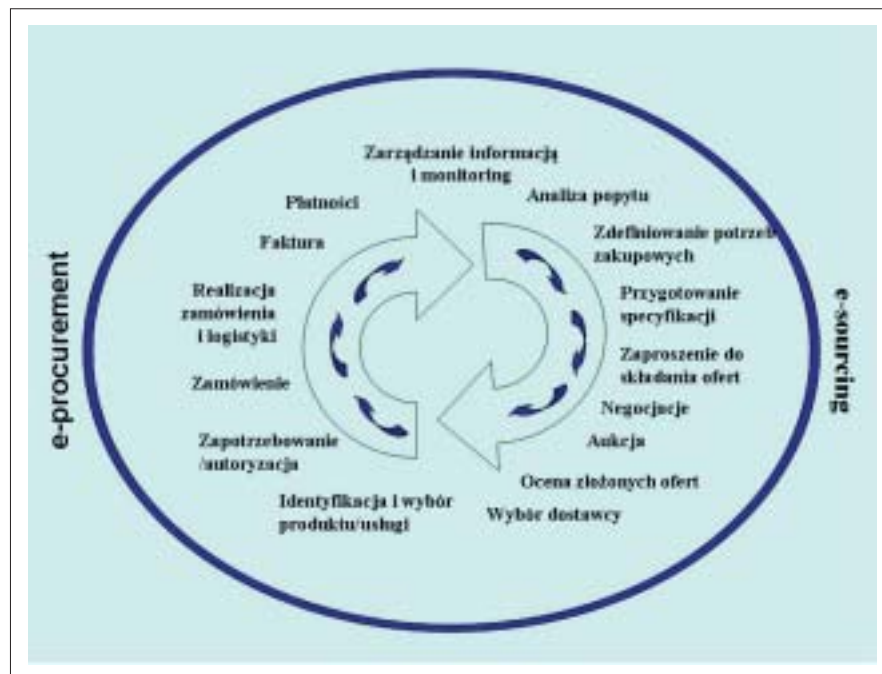 Zarządzanie informacją
i monitoring
Analiza popytu
Zdefiniowanie potrzeb
zakupowych
Przygotowanie
specyfikacji
Zaproszenie do
składania ofert
Negocjacje
Aukcja
Ocena złożonych ofert
Wybór dostawcy
Identyfikacja i wybór
produktu/usługi
Zapotrzebowanie
/autoryzacja
Zamówienie
Realizacja
zamówienia
i logistyki
Faktura
Płatności
e-procurement
e-sourcing